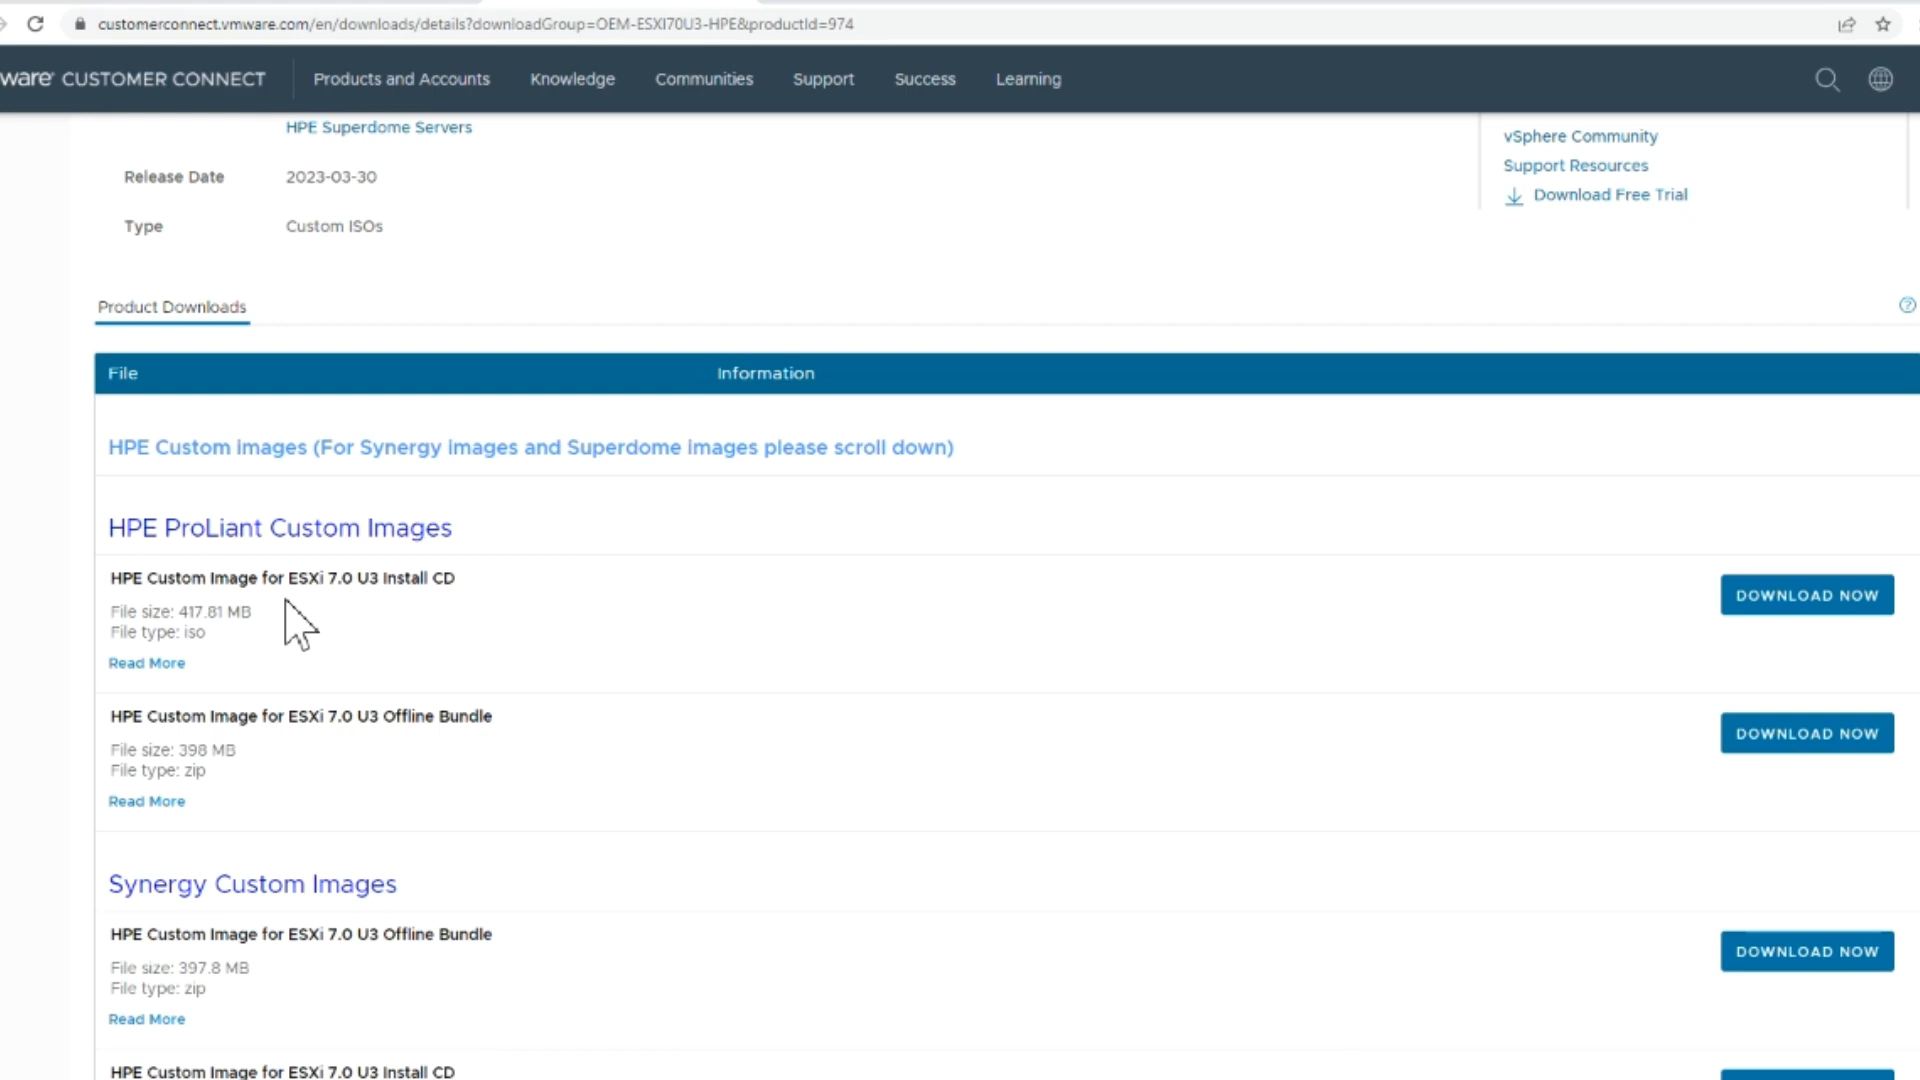 customerconnect.vmware.com/en/downloads/details?downloadGroup=OEM-ESXI70U3-HPE&productId=974
ware CUSTOMER CONNECT Products and Accounts Knowledge Communities Support Success Learning
HPE Superdome Servers
Release Date 2023-03-30
Type Custom ISOs
vSphere Community
Support Resources
Download Free Trial
Product Downloads
File Information
HPE Custom images (For Synergy images and Superdome images please scroll down)
HPE ProLiant Custom Images
HPE Custom Image for ESXi 7.0 U3 Install CD
File size: 417.81 MB
File type: iso
Read More
DOWNLOAD NOW
HPE Custom Image for ESXi 7.0 U3 Offline Bundle
File size: 398 MB
File type: zip
Read More
DOWNLOAD NOW
Synergy Custom Images
HPE Custom Image for ESXi 7.0 U3 Offline Bundle
File size: 397.8 MB
File type: zip
Read More
DOWNLOAD NOW
HPE Custom Image for ESXi 7.0 U3 Install CD